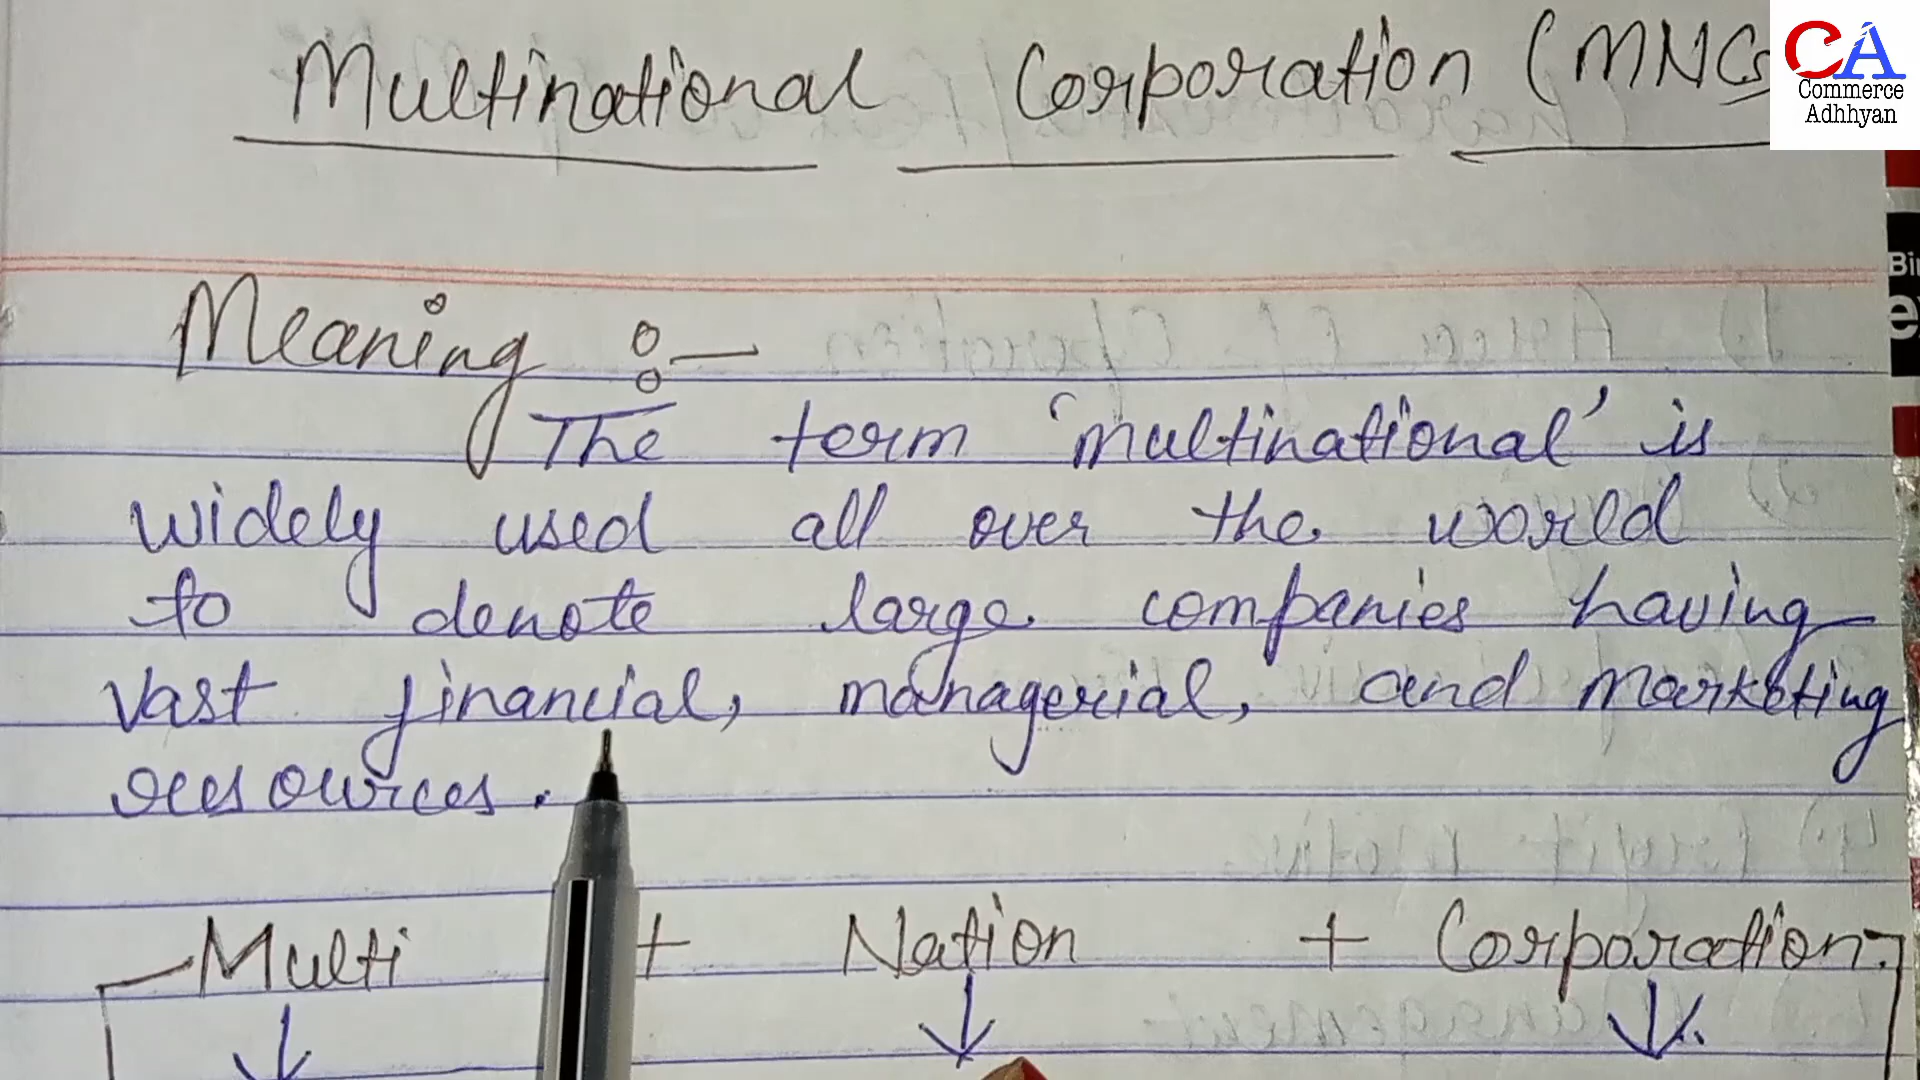 Multinational Corporation (MNCs
CA
Commerce
Adhhyan
Meaning :-
The term 'multinational' is
widely used all over the world
to denote large companies having
vast financial, managerial, and marketing
resources.
Multi + Nation + Corporation